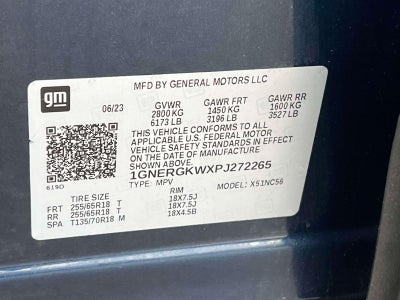 gm
MFD BY GENERAL MOTORS LLC
06/23 GVWR GAWR FRT GAWR RR
2800 KG 1450 KG 1600 KG
6173 LB 3196 LB 3527 LB
THIS VEHICLE CONFORMS TO ALL
APPLICABLE U.S. FEDERAL MOTOR
VEHICLE SAFETY STANDARDS IN EFFECT
ON THE DATE OF MANUFACTURE SHOWN ABOVE.
1GNERGKWXPJ272265
619D TYPE: MPV MODEL: X51NC56
TIRE SIZE RIM
FRT 255/65R18 T 18X7.5J
RR 255/65R18 T 18X7.5J
SPA T135/70R18 M 18X4.5B